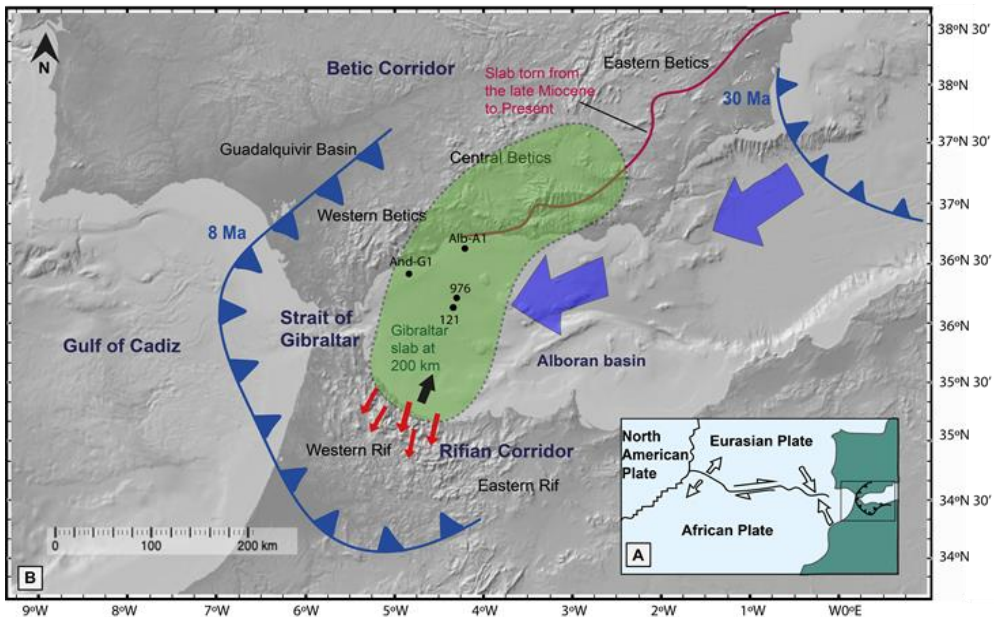 B
N
Betic Corridor
Eastern Betics
Slab torn from
the late Miocene
to Present
30 Ma
Guadalquivir Basin
Central Betics
Western Betics
8 Ma
Alb-A1
And-G1
976
121
Strait of
Gibraltar
Gulf of Cadiz
Gibraltar
slab at
200 km
Alboran basin
Western Rif
Rifian Corridor
Eastern Rif
0 100 200 km
North
American
Plate
Eurasian Plate
African Plate
A
B
38º N 30'
38ºN
37ºN 30'
37ºN
36ºN 30'
36ºN
35ºN 30'
35ºN
34ºN 30'
34ºN
9ºW 8ºW 7ºW 6ºW 5ºW 4ºW 3ºW 2ºW 1ºW W0ºE